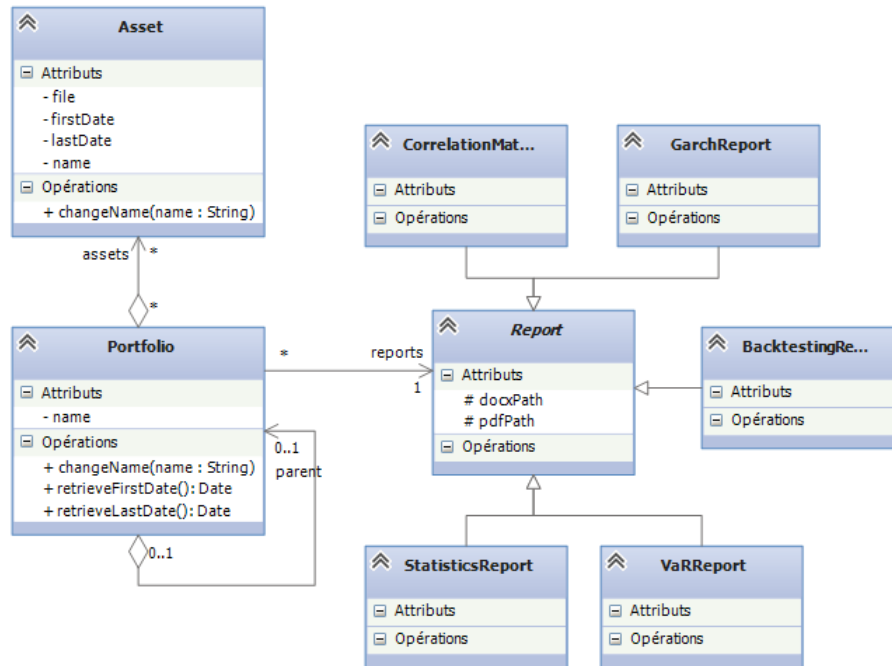 Asset
Attributs
- file
- firstDate
- lastDate
- name
Opérations
+ changeName(name : String)
assets
*
*
Portfolio
Attributs
- name
Opérations
+ changeName(name : String)
+ retrieveFirstDate(): Date
+ retrieveLastDate(): Date
0..1
parent
0..1
*
reports
1
CorrelationMat...
Attributs
Opérations
GarchReport
Attributs
Opérations
Report
Attributs
# docxPath
# pdfPath
Opérations
BacktestingRe...
Attributs
Opérations
StatisticsReport
Attributs
Opérations
VaRReport
Attributs
Opérations